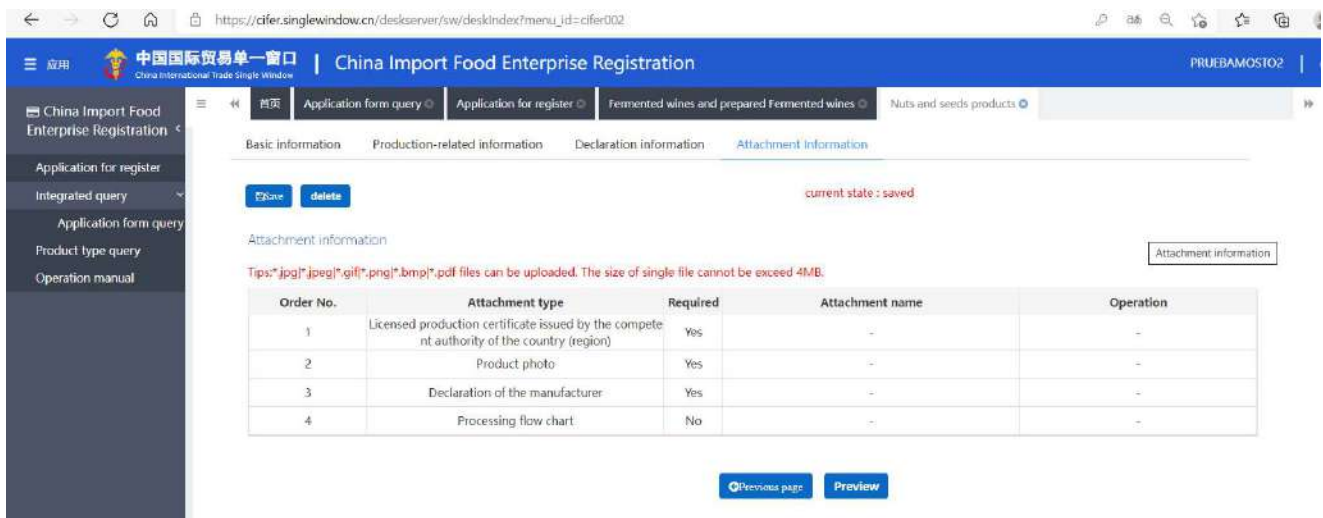 https://cifer.singlewindow.cn/deskserver/sw/deskIndex?menu_id=cifer002
应用
中国国际贸易单一窗口
China International Trade Single Window
China Import Food Enterprise Registration
PRUEBAMOSTO2
China Import Food
Enterprise Registration
首页
Application form query
Application for register
Fermented wines and prepared Fermented wines
Nuts and seeds products
Application for register
Integrated query
Application form query
Product type query
Operation manual
Basic information
Production-related information
Declaration information
Attachment Information
Save
delete
current state : saved
Attachment information
Attachment information
Tips:*.jpg|*.jpeg|*.gif|*.png|*.bmp|*.pdf files can be uploaded. The size of single file cannot be exceed 4MB.
Order No. Attachment type Required Attachment name Operation
1 Licensed production certificate issued by the compete
nt authority of the country (region) Yes - -
2 Product photo Yes - -
3 Declaration of the manufacturer Yes - -
4 Processing flow chart No - -
Previous page
Preview